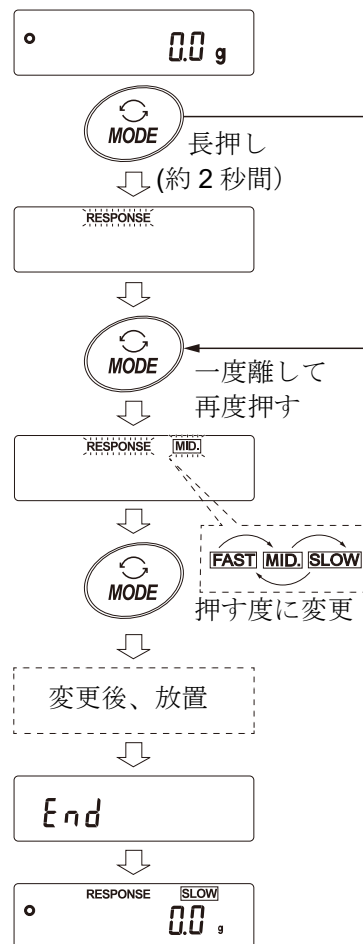 0.0 g
MODE
長押し
(約 2 秒間）
RESPONSE
MODE
一度離して
再度押す
RESPONSE MID.
FAST MID. SLOW
MODE
押す度に変更
変更後、放置
End
RESPONSE SLOW
0.0 g